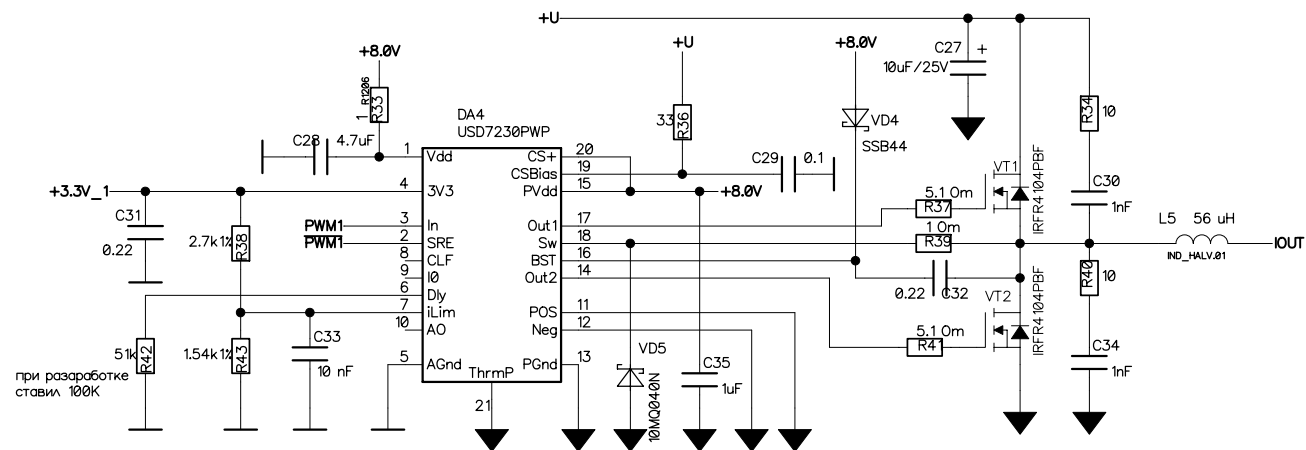 +U
+8.0V
+U
+8.0V
C27
+
10uF/25V
1
R1206
R33
DA4
USD7230PWP
33
R36
VD4
SSB44
R34
10
C28
4.7uF
1
Vdd
CS+
20
CSBias
19
C29
0.1
VT1
IRFR4104PBF
+3.3V_1
4
3V3
PVdd
15
+8.0V
C30
1nF
C31
0.22
PWM1
3
In
Out1
17
5.1 Om
R37
PWM1
2
SRE
Sw
18
1 Om
R39
L5 56 uH
IOUT
IND_HALV.01
2.7k 1%
R38
8
CLF
BST
16
9
I0
Out2
14
0.22
C32
R40
10
6
Dly
7
iLim
POS
11
VT2
IRFR4104PBF
10
AO
Neg
12
5.1 Om
R41
51k
R42
1.54k 1%
R43
C33
10 nF
5
AGnd
PGnd
13
ThrmP
21
VD5
10MQ040N
C35
1uF
C34
1nF
при разаработке
ставил 100К